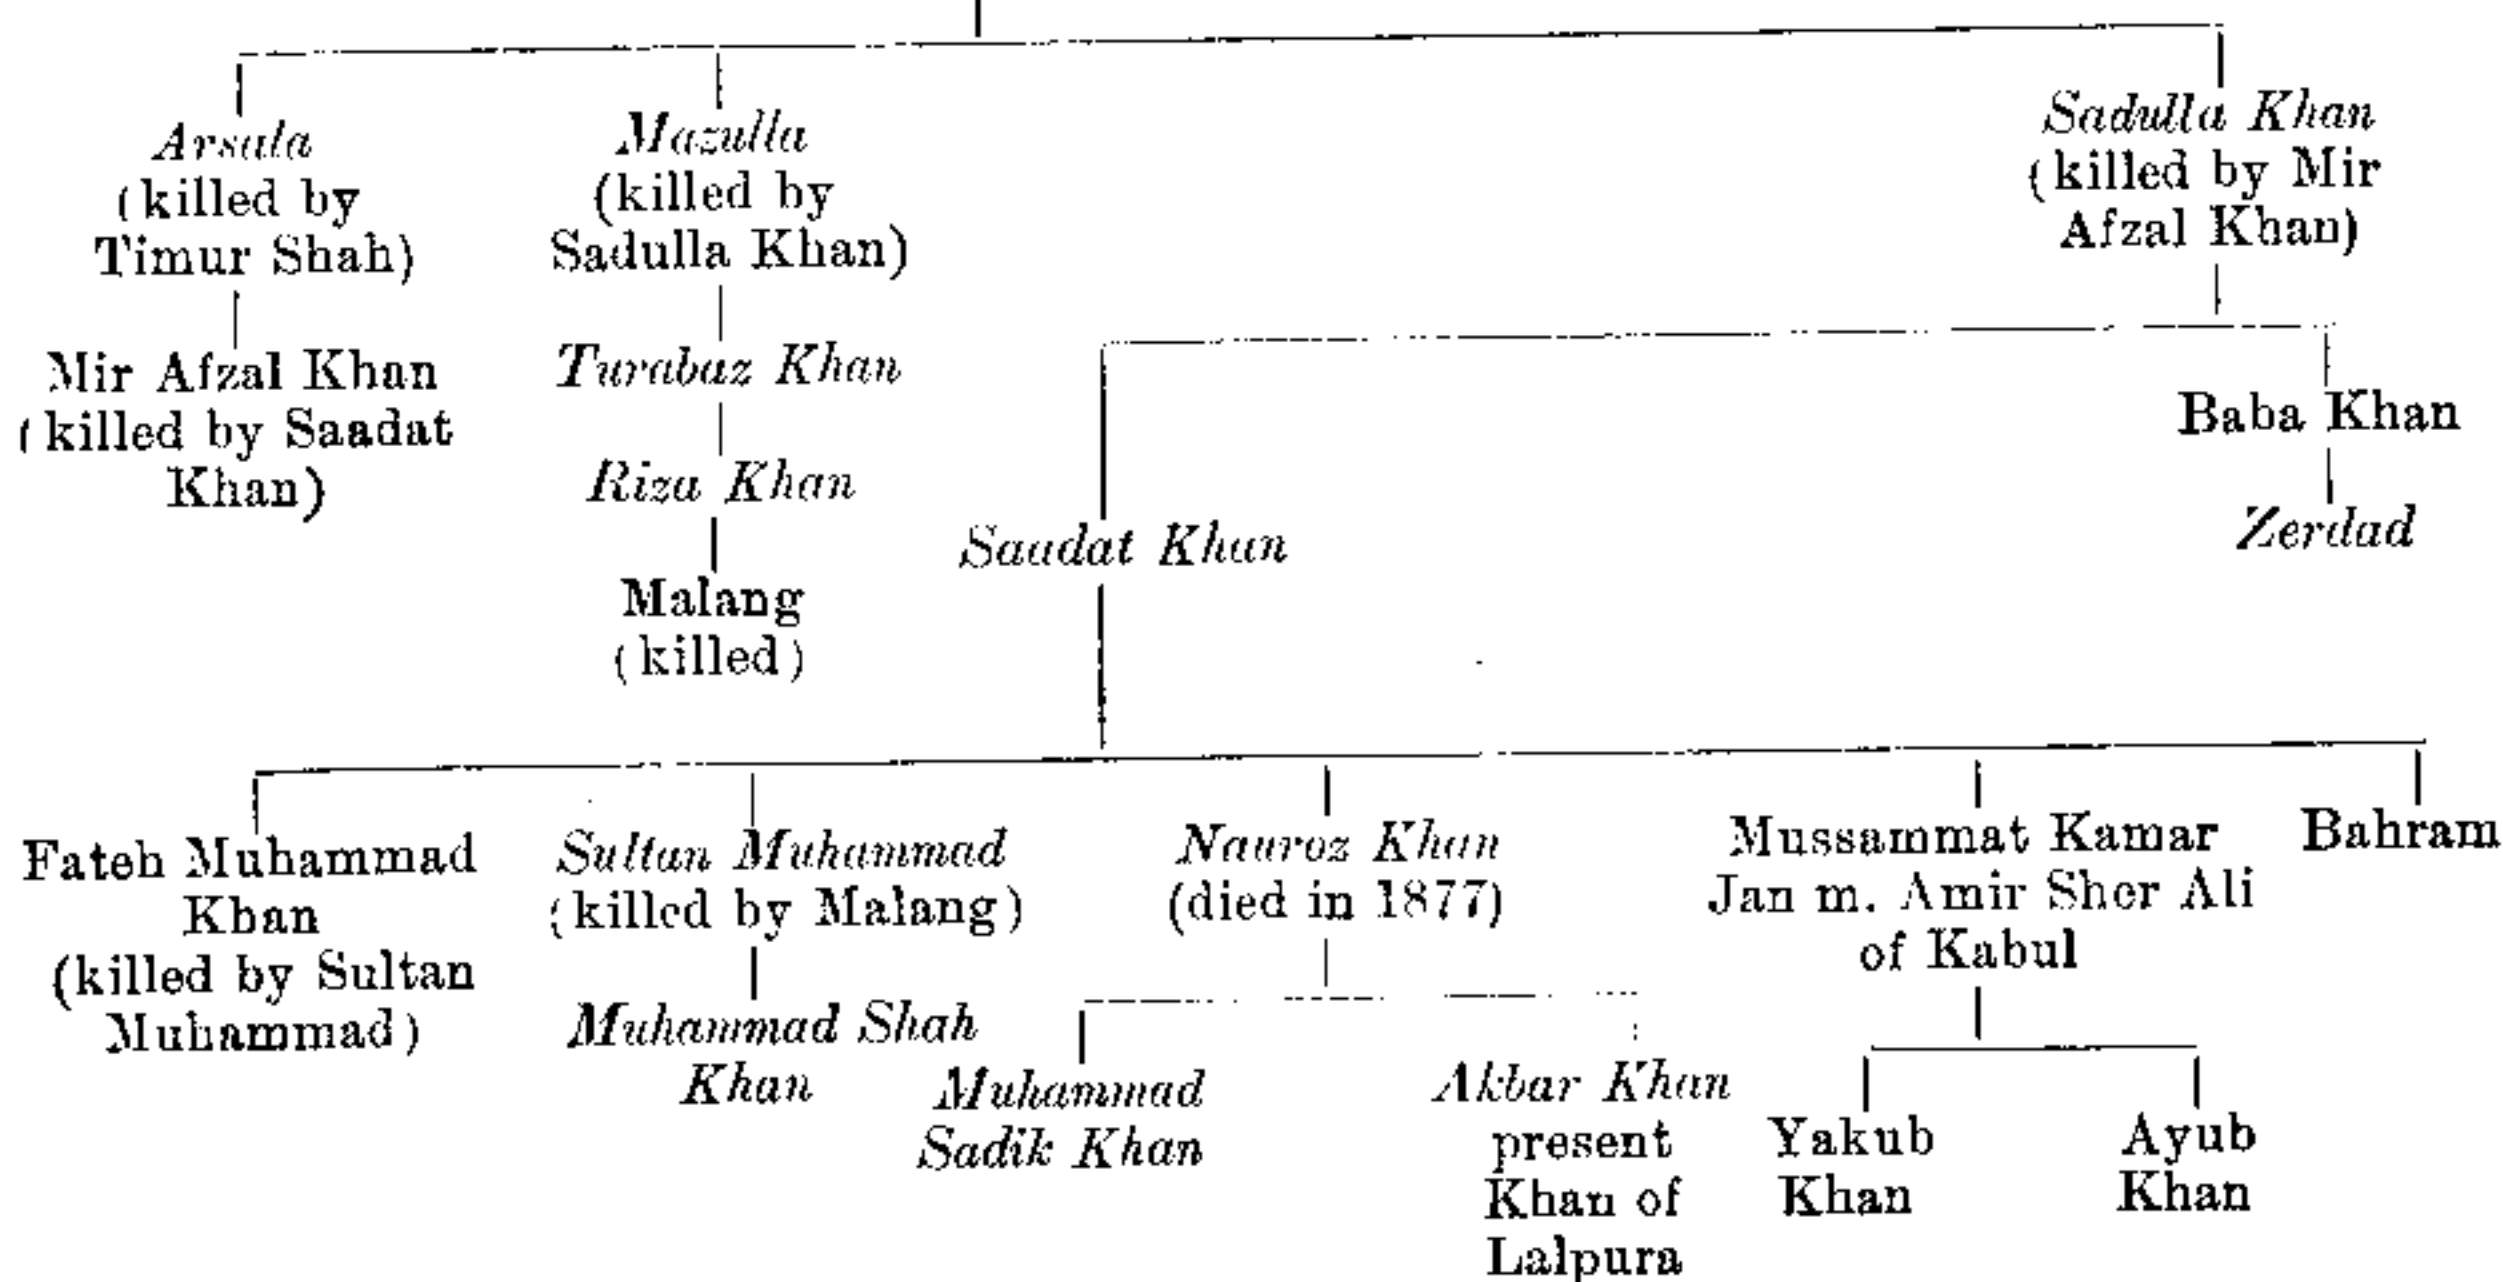 Arsala
(killed by
Timur Shah)
Mazulla
(killed by
Sadulla Khan)
Sadulla Khan
(killed by Mir
Afzal Khan)
Mir Afzal Khan
(killed by Saadat
Khan)
Turabaz Khan
Riza Khan
Malang
(killed)
Baba Khan
Zerdad
Saadat Khan
Fateh Muhammad
Khan
(killed by Sultan
Muhammad)
Sultan Muhammad
(killed by Malang)
Muhammad Shah
Khan
Nauroz Khan
(died in 1877)
Muhammad
Sadik Khan
Akbar Khan
present
Khan of
Lalpura
Mussammat Kamar
Jan m. Amir Sher Ali
of Kabul
Yakub
Khan
Ayub
Khan
Bahram